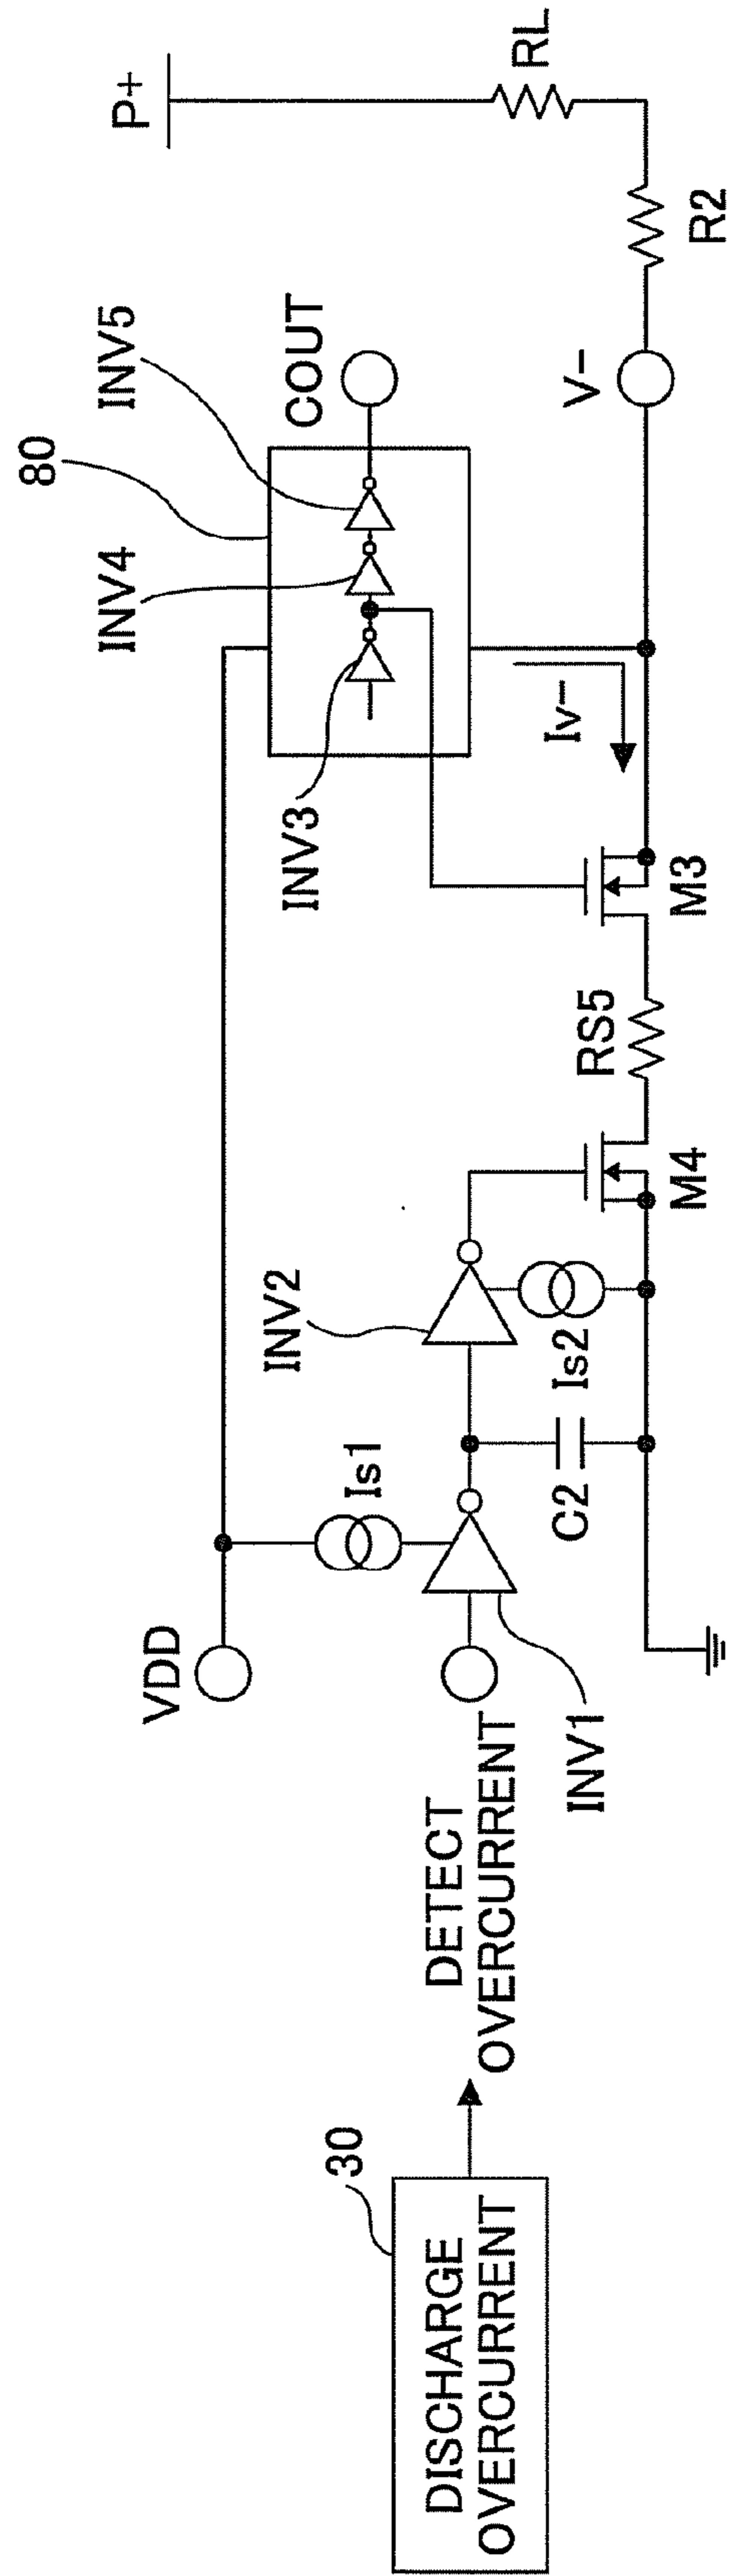 DISCHARGE
OVERCURRENT
30
DETECT
OVERCURRENT
VDD
INV1
Is1
C2
Is2
INV2
M4
RS5
M3
Iv-
INV3
INV4
80
INV5
COUT
V-
R2
RL
P+